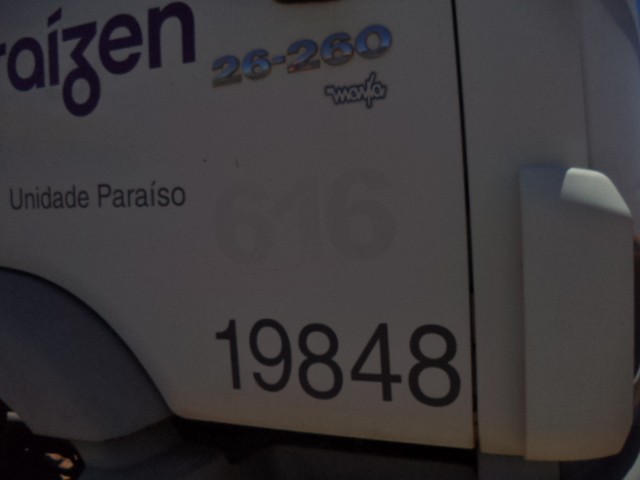 raízen
26-260
manfa
Unidade Paraíso
616
19848